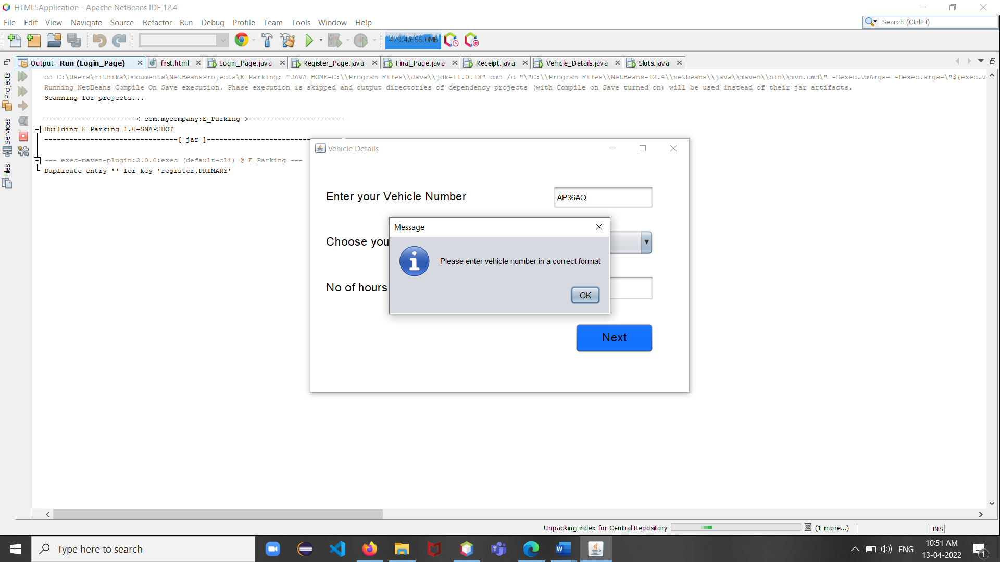 HTML5Application - Apache NetBeans IDE 12.4
File Edit View Navigate Source Refactor Run Debug Profile Team Tools Window Help
Search (Ctrl+I)
479.4/656.0MB
Output - Run (Login_Page) first.html Login_Page.java Register_Page.java Final_Page.java Receipt.java Vehicle_Details.java Slots.java
Projects
Services
Files
cd C:\Users\rithika\Documents\NetBeansProjects\E_Parking; "JAVA_HOME=C:\\Program Files\\Java\\jdk-11.0.13" cmd /c "\"C:\\Program Files\\NetBeans-12.4\\netbeans\\java\\maven\\bin\\mvn.cmd\" -Dexec.vmArgs= -Dexec.args=\"${exec.v
Running NetBeans Compile On Save execution. Phase execution is skipped and output directories of dependency projects (with Compile on Save turned on) will be used instead of their jar artifacts.
Scanning for projects...
----------------------< com.mycompany:E_Parking >-----------------------
Building E_Parking 1.0-SNAPSHOT
--------------------------------[ jar ]-------------------------
--- exec-maven-plugin:3.0.0:exec (default-cli) @ E_Parking ---
Duplicate entry '' for key 'register.PRIMARY'
Vehicle Details
Enter your Vehicle Number
AP36AQ
Choose you
No of hours
Message
Please enter vehicle number in a correct format
OK
Next
Unpacking index for Central Repository
(1 more...)
INS
Type here to search
ENG
10:51 AM
13-04-2022
1